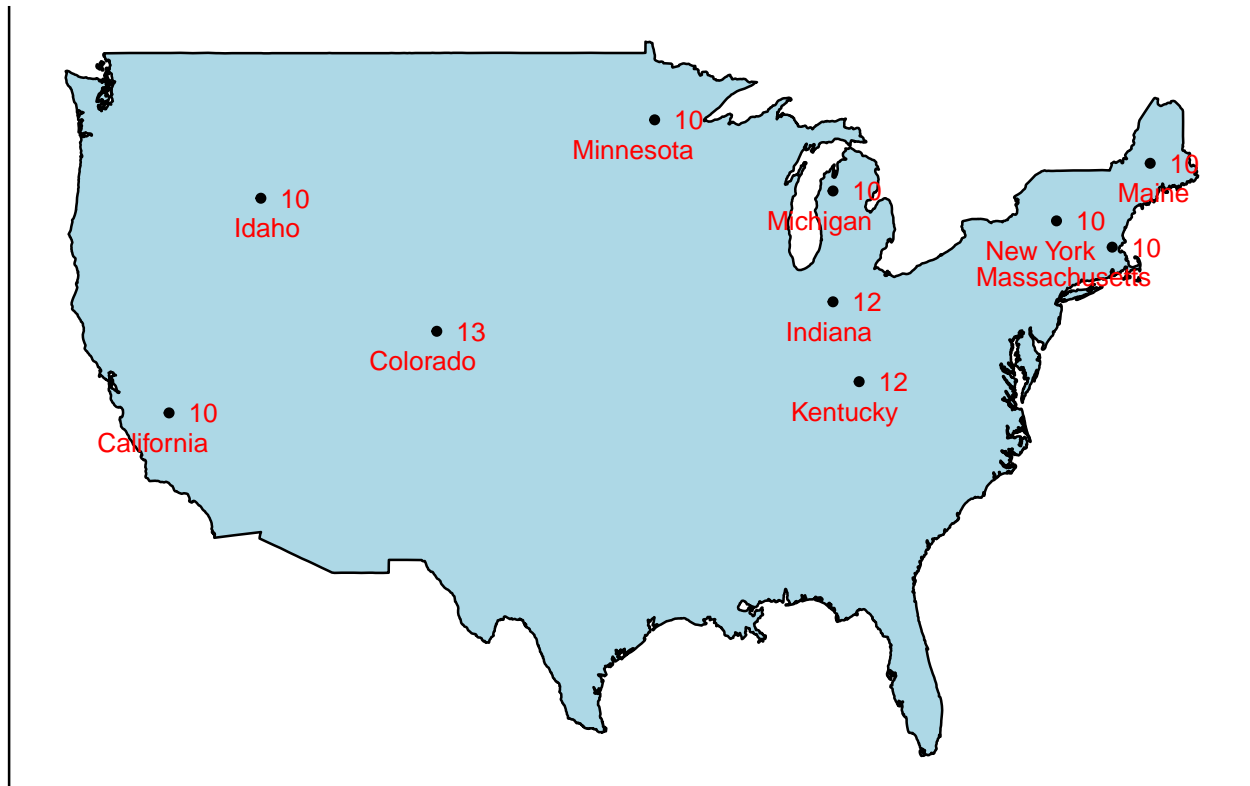 10
Minnesota
10
Maine
10
Michigan
10
Idaho
10
New York
10
Massachusetts
12
Indiana
13
Colorado
12
Kentucky
10
California